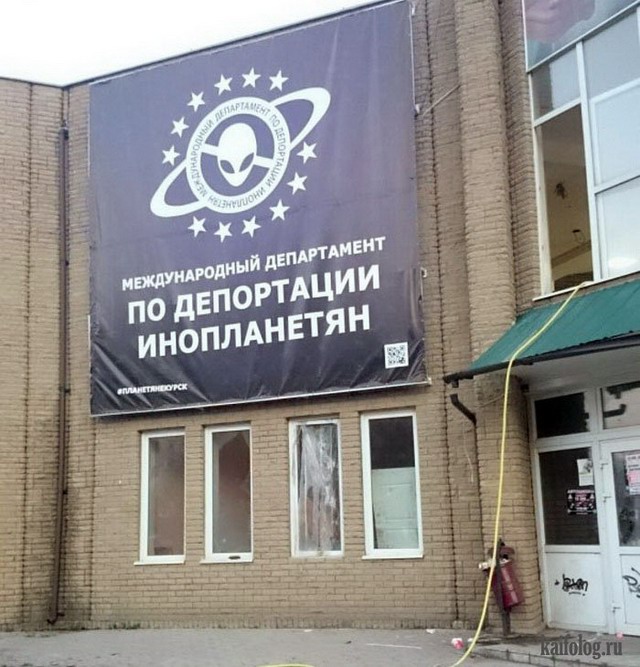 МЕЖДУНАРОДНЫЙ ДЕПАРТАМЕНТ ПО ДЕПОРТАЦИИ ИНОПЛАНЕТЯН
МЕЖДУНАРОДНЫЙ ДЕПАРТАМЕНТ
ПО ДЕПОРТАЦИИ
ИНОПЛАНЕТЯН
#ПЛАНЕТЯНЕКУРСК
kaifolog.ru